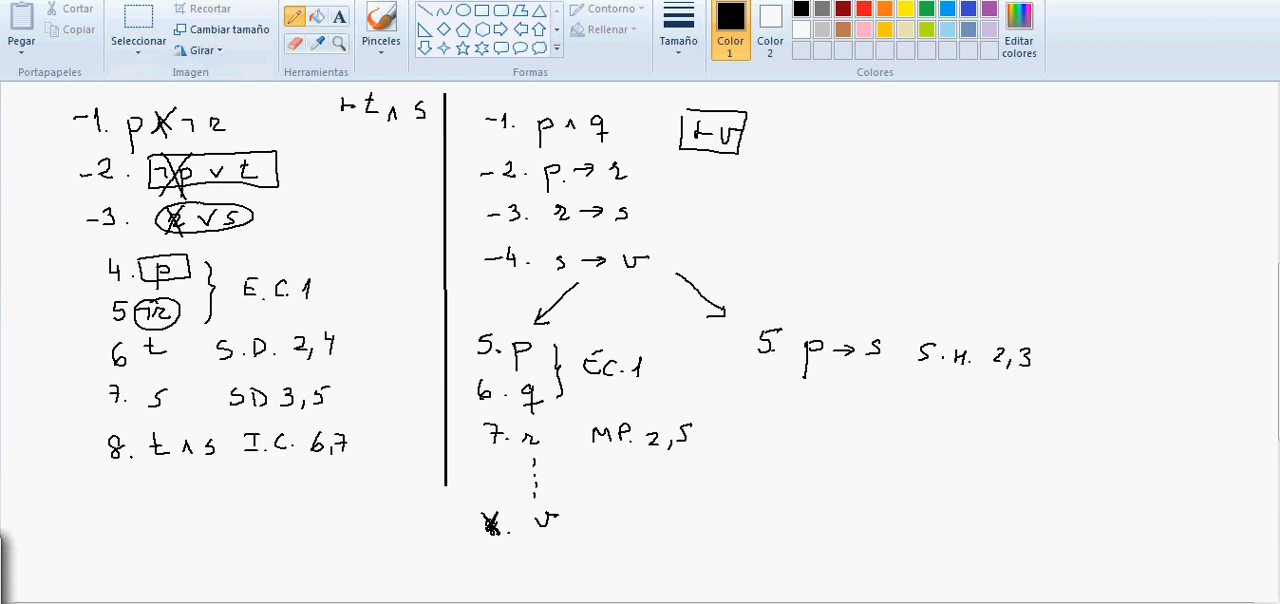 Pegar
Cortar
Copiar
Portapapeles
Seleccionar
Recortar
Cambiar tamaño
Girar
Imagen
A
Herramientas
Pinceles
Contorno
Rellenar
Formas
Tamaño
Color 1
Color 2
Editar colores
Colores
⊢ t ∧ s
-1. p ∧ ¬ r
-2. ¬p ∨ t
-3. r ∨ s
4. p
5 ¬r
E.C.1
6 t S.D. 2,4
7. s SD 3,5
8. t ∧ s I.C. 6,7
-1. p ∧ q ⊢ v
-2. p → r
-3. r → s
-4. s → v
5. p
6. q
E.C.1
7. r MP. 2,5
v
5. p → s S.H. 2,3